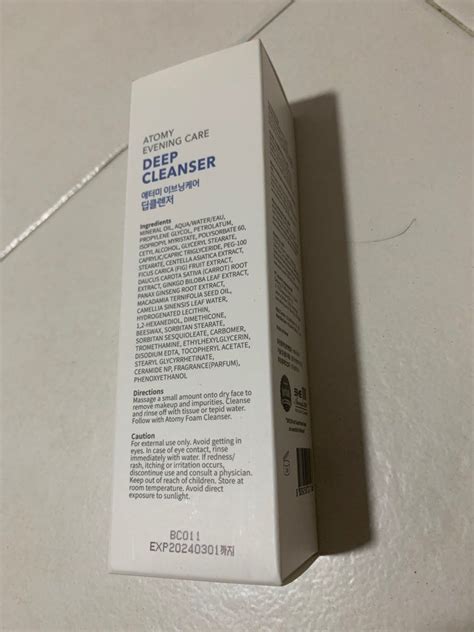 ATOMY
EVENING CARE
DEEP
CLEANSER
애터미 이브닝케어
딥클렌저
Ingredients
MINERAL OIL, AQUA/WATER/EAU,
PROPYLENE GLYCOL, PETROLATUM,
ISOPROPYL MYRISTATE, POLYSORBATE 60,
CETYL ALCOHOL, GLYCERYL STEARATE,
CAPRYLIC/CAPRIC TRIGLYCERIDE, PEG-100
STEARATE, CENTELLA ASIATICA EXTRACT,
FICUS CARICA (FIG) FRUIT EXTRACT,
DAUCUS CAROTA SATIVA (CARROT) ROOT
EXTRACT, GINKGO BILOBA LEAF EXTRACT,
PANAX GINSENG ROOT EXTRACT,
MACADAMIA TERNIFOLIA SEED OIL,
CAMELLIA SINENSIS LEAF WATER,
HYDROGENATED LECITHIN,
1,2-HEXANEDIOL, DIMETHICONE,
BEESWAX, SORBITAN STEARATE,
SORBITAN SESQUIOLEATE, CARBOMER,
TROMETHAMINE, ETHYLHEXYLGLYCERIN,
DISODIUM EDTA, TOCOPHERYL ACETATE,
STEARYL GLYCYRRHETINATE,
CERAMIDE NP, FRAGRANCE(PARFUM),
PHENOXYETHANOL
Directions
Massage a small amount onto dry face to
remove makeup and impurities. Cleanse
and rinse off with tissue or tepid water.
Follow with Atomy Foam Cleanser.
Caution
For external use only. Avoid getting in
eyes. In case of eye contact, rinse
immediately with water. If redness/
rash, itching or irritation occurs,
discontinue use and consult a physician.
Keep out of reach of children. Store at
room temperature. Avoid direct
exposure to sunlight.
BC011
EXP20240301까지